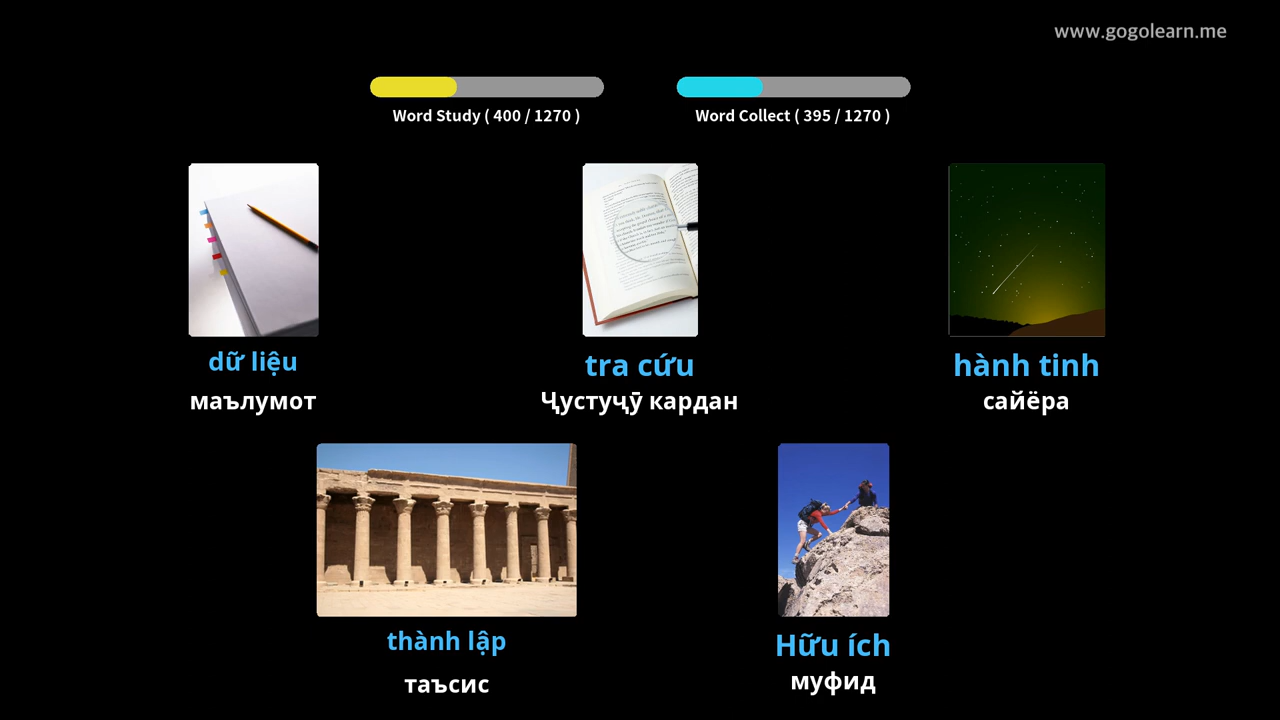 www.gogolearn.me
Word Study ( 400 / 1270 )
Word Collect ( 395 / 1270 )
dữ liệu
маълумот
tra cứu
Ҷустуҷӯ кардан
hành tinh
сайёра
thành lập
таъсис
Hữu ích
муфид